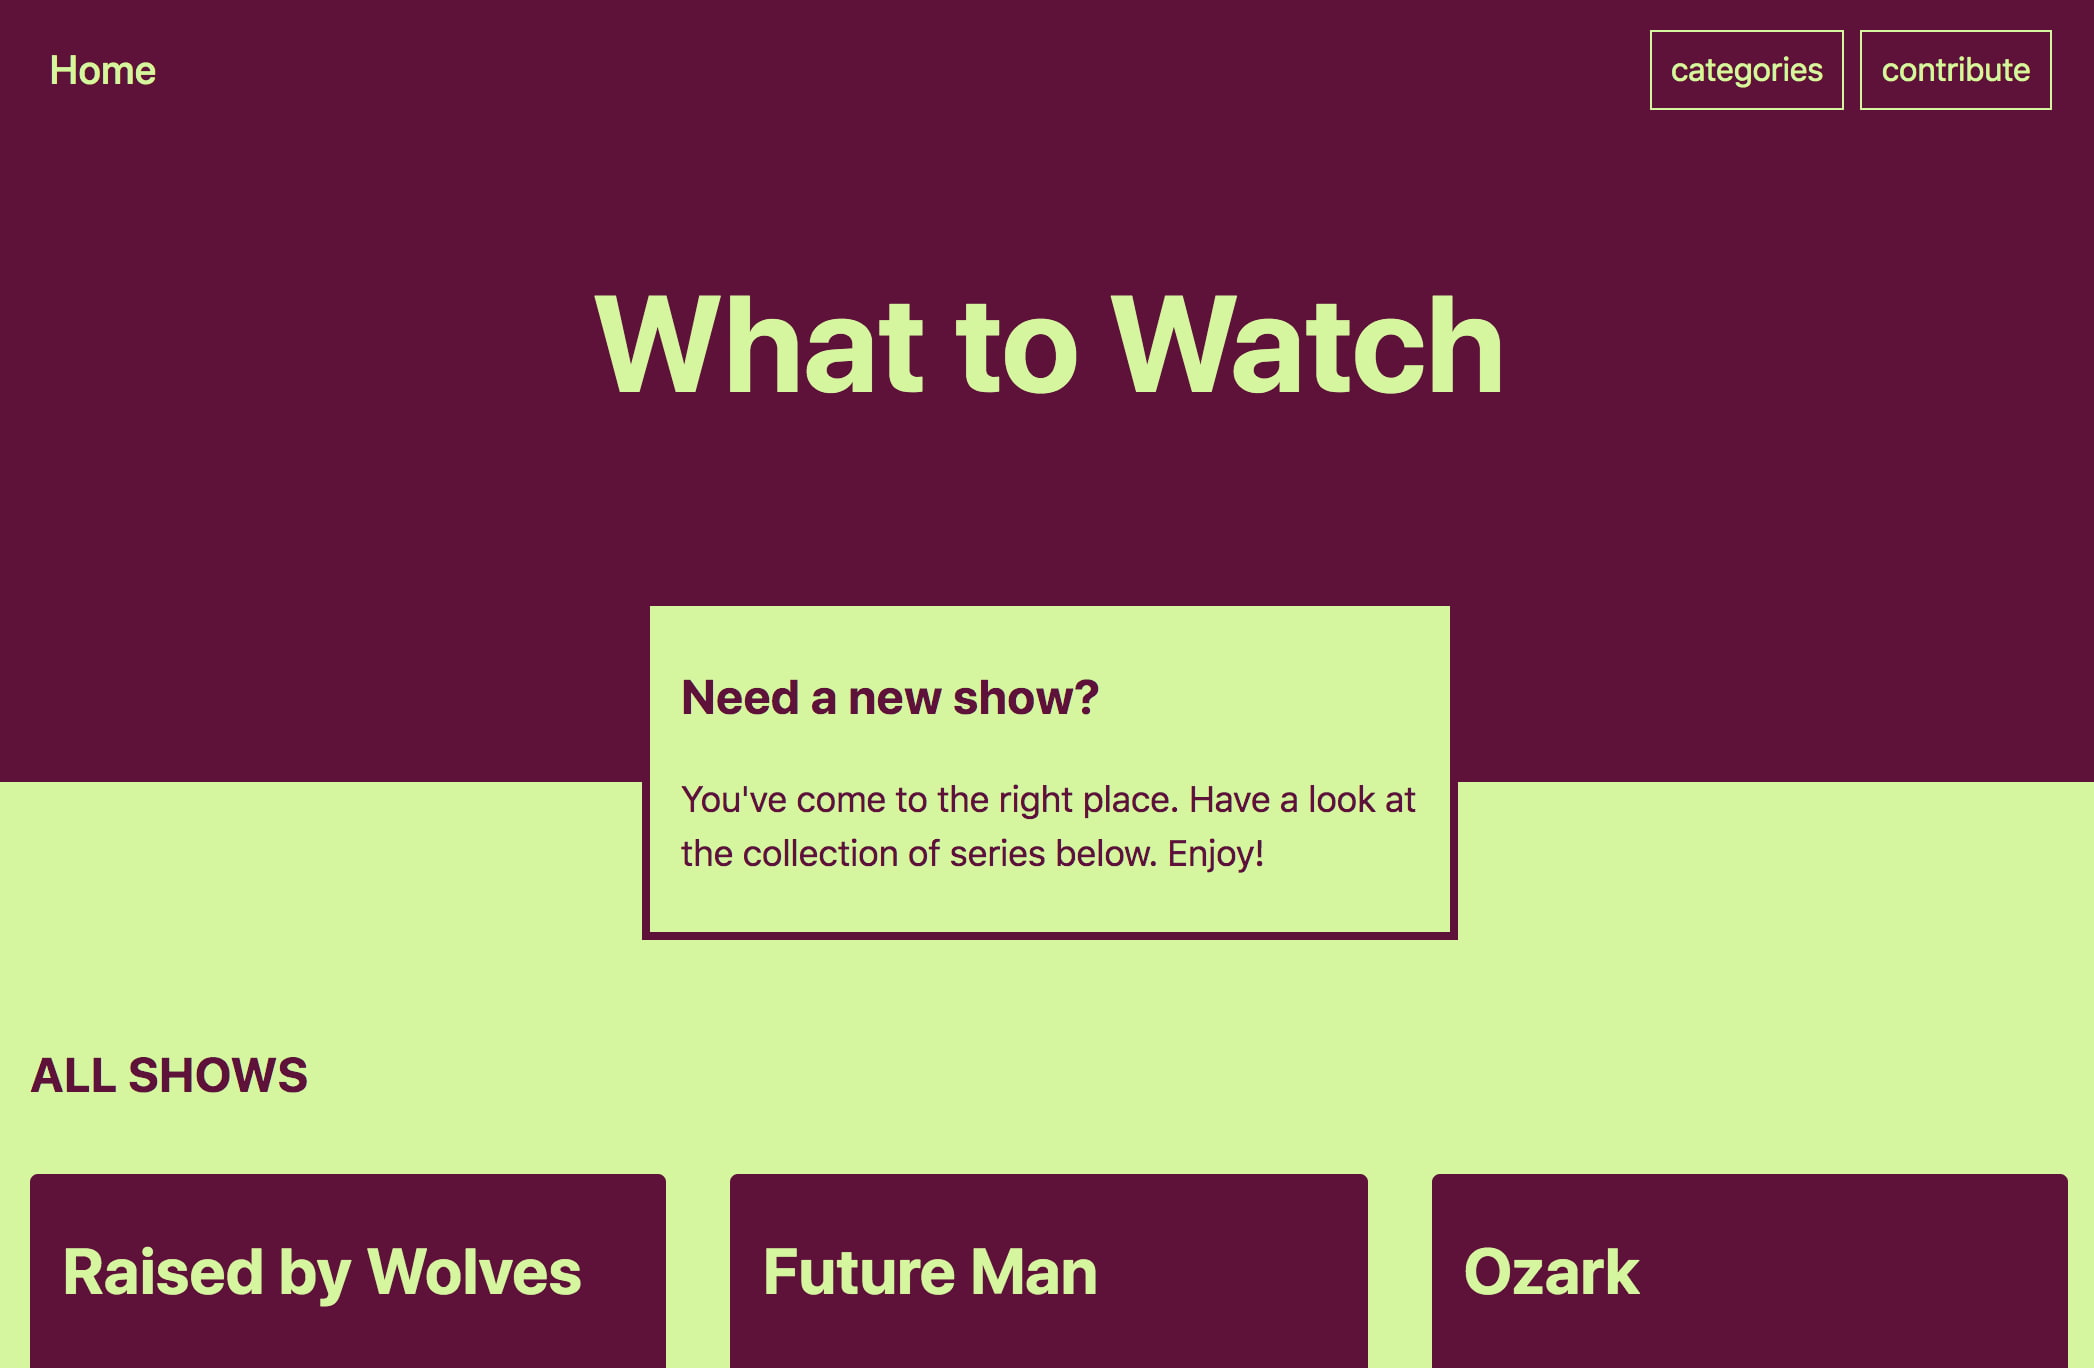 Home
categories
contribute
What to Watch
Need a new show?
You've come to the right place. Have a look at
the collection of series below. Enjoy!
ALL SHOWS
Raised by Wolves
Future Man
Ozark